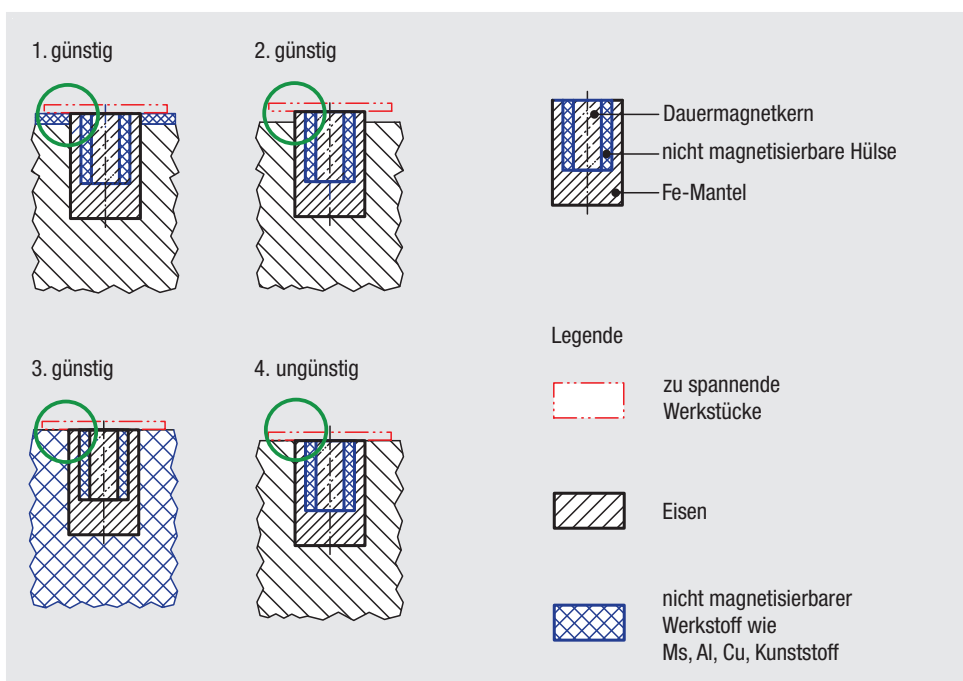 1. günstig
2. günstig
Dauermagnetkern
nicht magnetisierbare Hülse
Fe-Mantel
3. günstig
4. ungünstig
Legende
zu spannende
Werkstücke
Eisen
nicht magnetisierbarer
Werkstoff wie
Ms, Al, Cu, Kunststoff